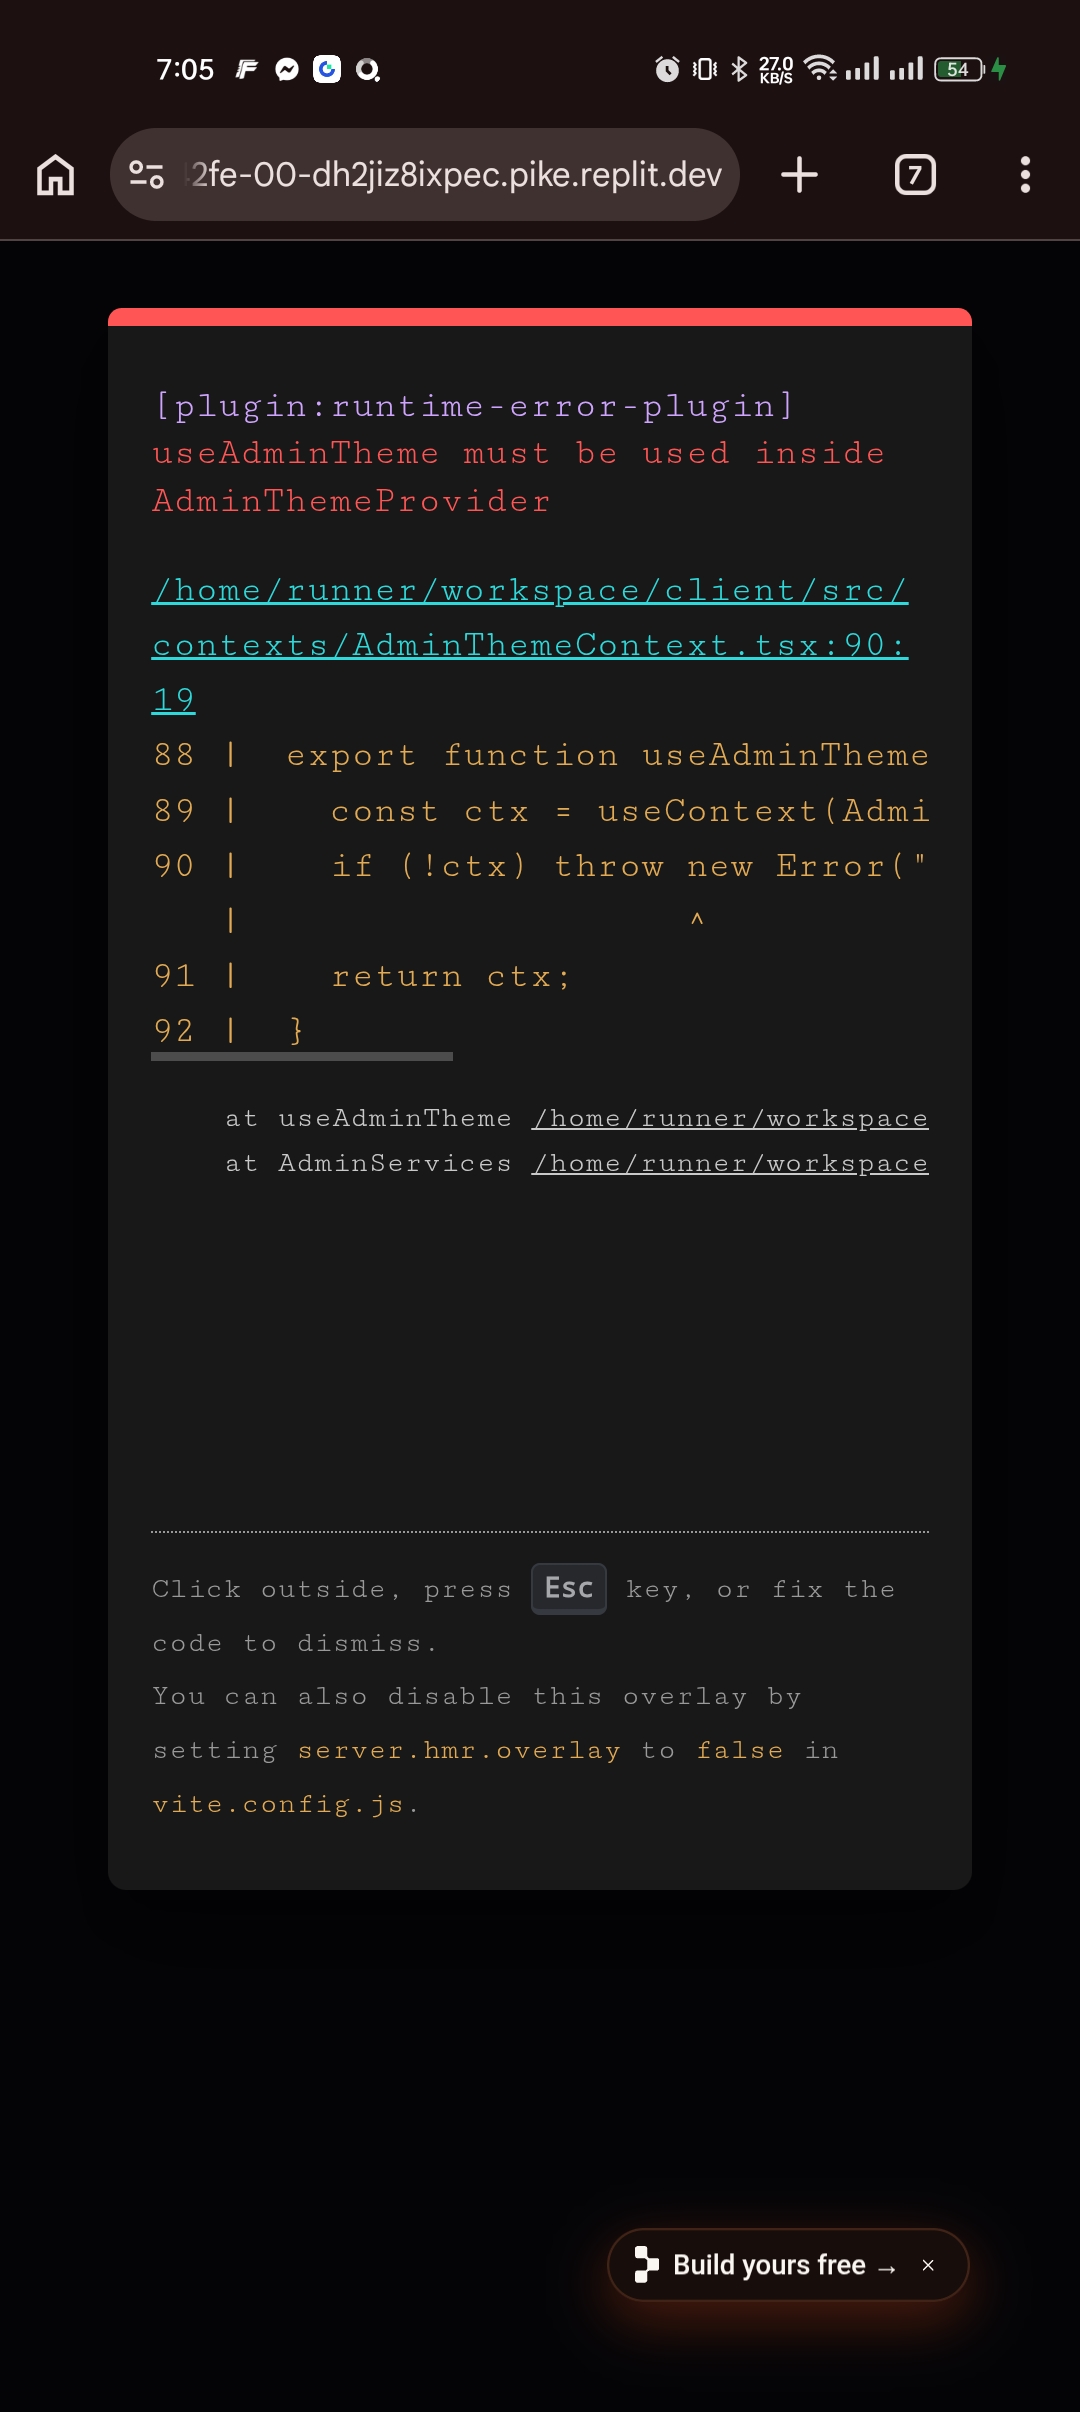 7:05
27.0
KB/S
54
2fe-00-dh2jiz8ixpec.pike.replit.dev
7
[plugin:runtime-error-plugin]
useAdminTheme must be used inside
AdminThemeProvider
/home/runner/workspace/client/src/
contexts/AdminThemeContext.tsx:90:
19
88 |  export function useAdminTheme
89 |    const ctx = useContext(Admi
90 |    if (!ctx) throw new Error("
   |                    ^
91 |    return ctx;
92 |  }
at useAdminTheme /home/runner/workspace
at AdminServices /home/runner/workspace
Click outside, press Esc key, or fix the
code to dismiss.
You can also disable this overlay by
setting server.hmr.overlay to false in
vite.config.js.
Build yours free → ×